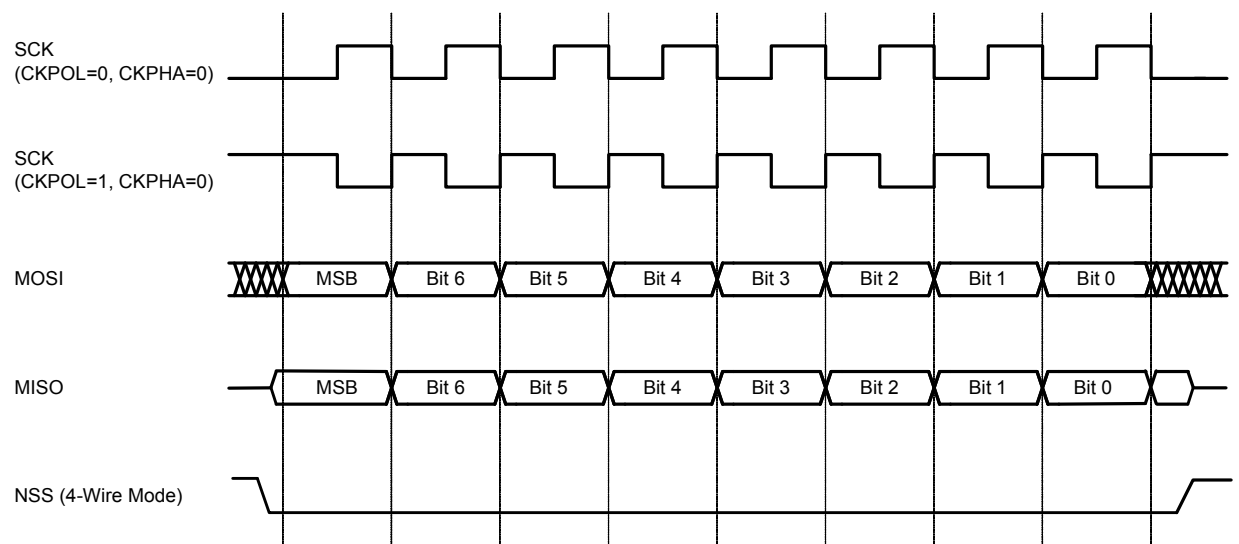 SCK
(CKPOL=0, CKPHA=0)
SCK
(CKPOL=1, CKPHA=0)
MOSI MSB Bit 6 Bit 5 Bit 4 Bit 3 Bit 2 Bit 1 Bit 0
MISO MSB Bit 6 Bit 5 Bit 4 Bit 3 Bit 2 Bit 1 Bit 0
NSS (4-Wire Mode)